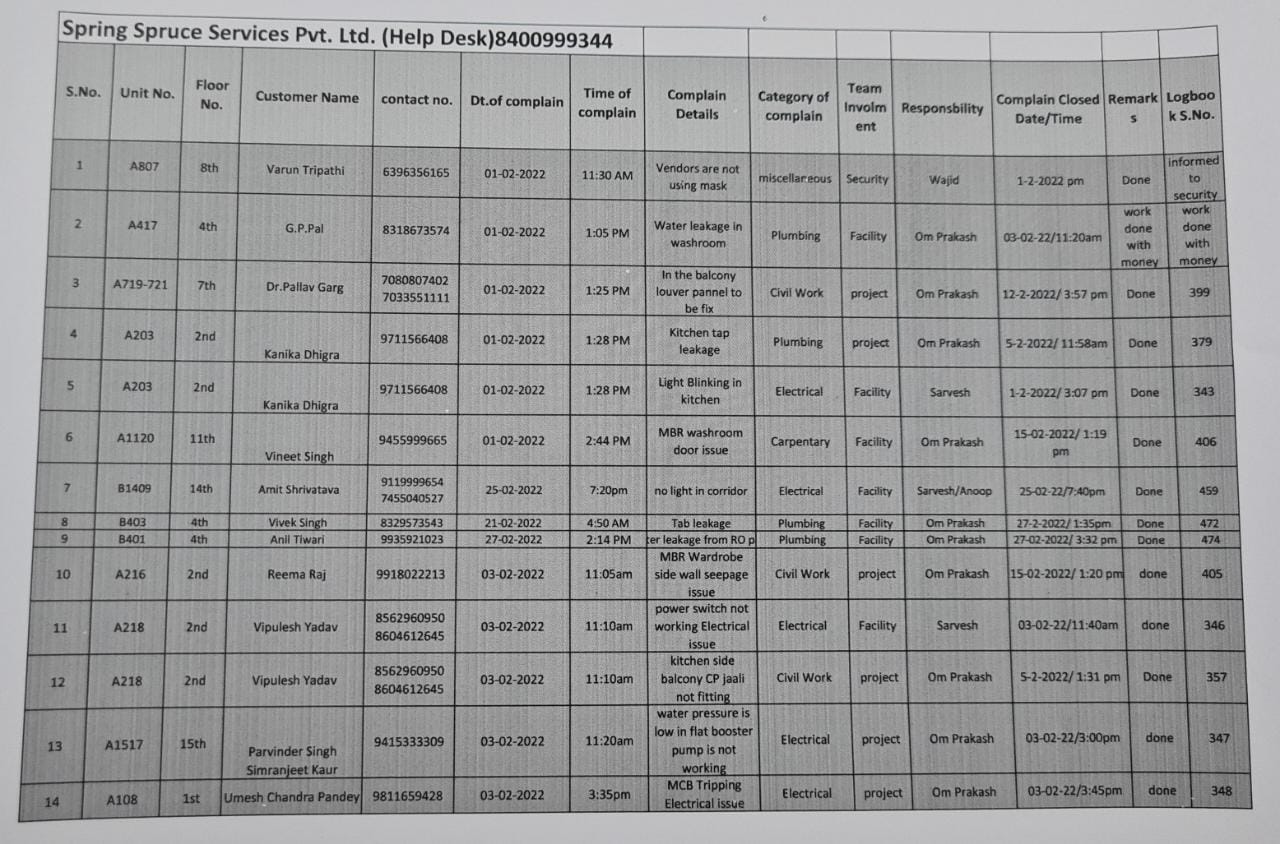 Spring Spruce Services Pvt. Ltd. (Help Desk)8400999344
S.No. Unit No. Floor No. Customer Name contact no. Dt.of complain Time of complain Complain Details Category of complain Team Involm ent Responsbility Complain Closed Date/Time Remark s Logboo k S.No.
1 A807 8th Varun Tripathi 6396356165 01-02-2022 11:30 AM Vendors are not using mask miscellareous Security Wajid 1-2-2022 pm Done informed to security
2 A417 4th G.P.Pal 8318673574 01-02-2022 1:05 PM Water leakage in washroom Plumbing Facility Om Prakash 03-02-22/11:20am work done with money work done with money
3 A719-721 7th Dr.Pallav Garg 7080807402 7033551111 01-02-2022 1:25 PM In the balcony louver pannel to be fix Civil Work project Om Prakash 12-2-2022/ 3:57 pm Done 399
4 A203 2nd Kanika Dhigra 9711566408 01-02-2022 1:28 PM Kitchen tap leakage Plumbing project Om Prakash 5-2-2022/ 11:58am Done 379
5 A203 2nd Kanika Dhigra 9711566408 01-02-2022 1:28 PM Light Blinking in kitchen Electrical Facility Sarvesh 1-2-2022/ 3:07 pm Done 343
6 A1120 11th Vineet Singh 9455999665 01-02-2022 2:44 PM MBR washroom door issue Carpentary Facility Om Prakash 15-02-2022/ 1:19 pm Done 406
7 B1409 14th Amit Shrivatava 9119999654 7455040527 25-02-2022 7:20pm no light in corridor Electrical Facility Sarvesh/Anoop 25-02-22/7:40pm Done 459
8 B403 4th Vivek Singh 8329573543 21-02-2022 4:50 AM Tab leakage Plumbing Facility Om Prakash 27-2-2022/ 1:35pm Done 472
9 B401 4th Anil Tiwari 9935921023 27-02-2022 2:14 PM ter leakage from RO p Plumbing Facility Om Prakash 27-02-2022/ 3:32 pm Done 474
10 A216 2nd Reema Raj 9918022213 03-02-2022 11:05am MBR Wardrobe side wall seepage issue Civil Work project Om Prakash 15-02-2022/ 1:20 pm done 405
11 A218 2nd Vipulesh Yadav 8562960950 8604612645 03-02-2022 11:10am power switch not working Electrical issue Electrical Facility Sarvesh 03-02-22/11:40am done 346
12 A218 2nd Vipulesh Yadav 8562960950 8604612645 03-02-2022 11:10am kitchen side balcony CP jaali not fitting Civil Work project Om Prakash 5-2-2022/ 1:31 pm Done 357
13 A1517 15th Parvinder Singh Simranjeet Kaur 9415333309 03-02-2022 11:20am water pressure is low in flat booster pump is not working Electrical project Om Prakash 03-02-22/3:00pm done 347
14 A108 1st Umesh Chandra Pandey 9811659428 03-02-2022 3:35pm MCB Tripping Electrical issue Electrical project Om Prakash 03-02-22/3:45pm done 348